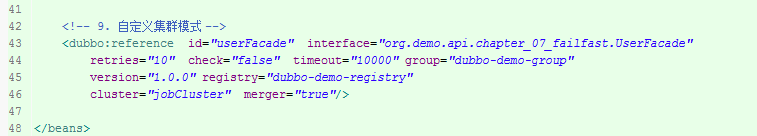 41
42 <!-- 9. 自定义集群模式 -->
43 <dubbo:reference id="userFacade" interface="org.demo.api.chapter_07_failfast.UserFacade"
44 retries="10" check="false" timeout="10000" group="dubbo-demo-group"
45 version="1.0.0" registry="dubbo-demo-registry"
46 cluster="jobCluster" merger="true"/>
47
48 </beans>